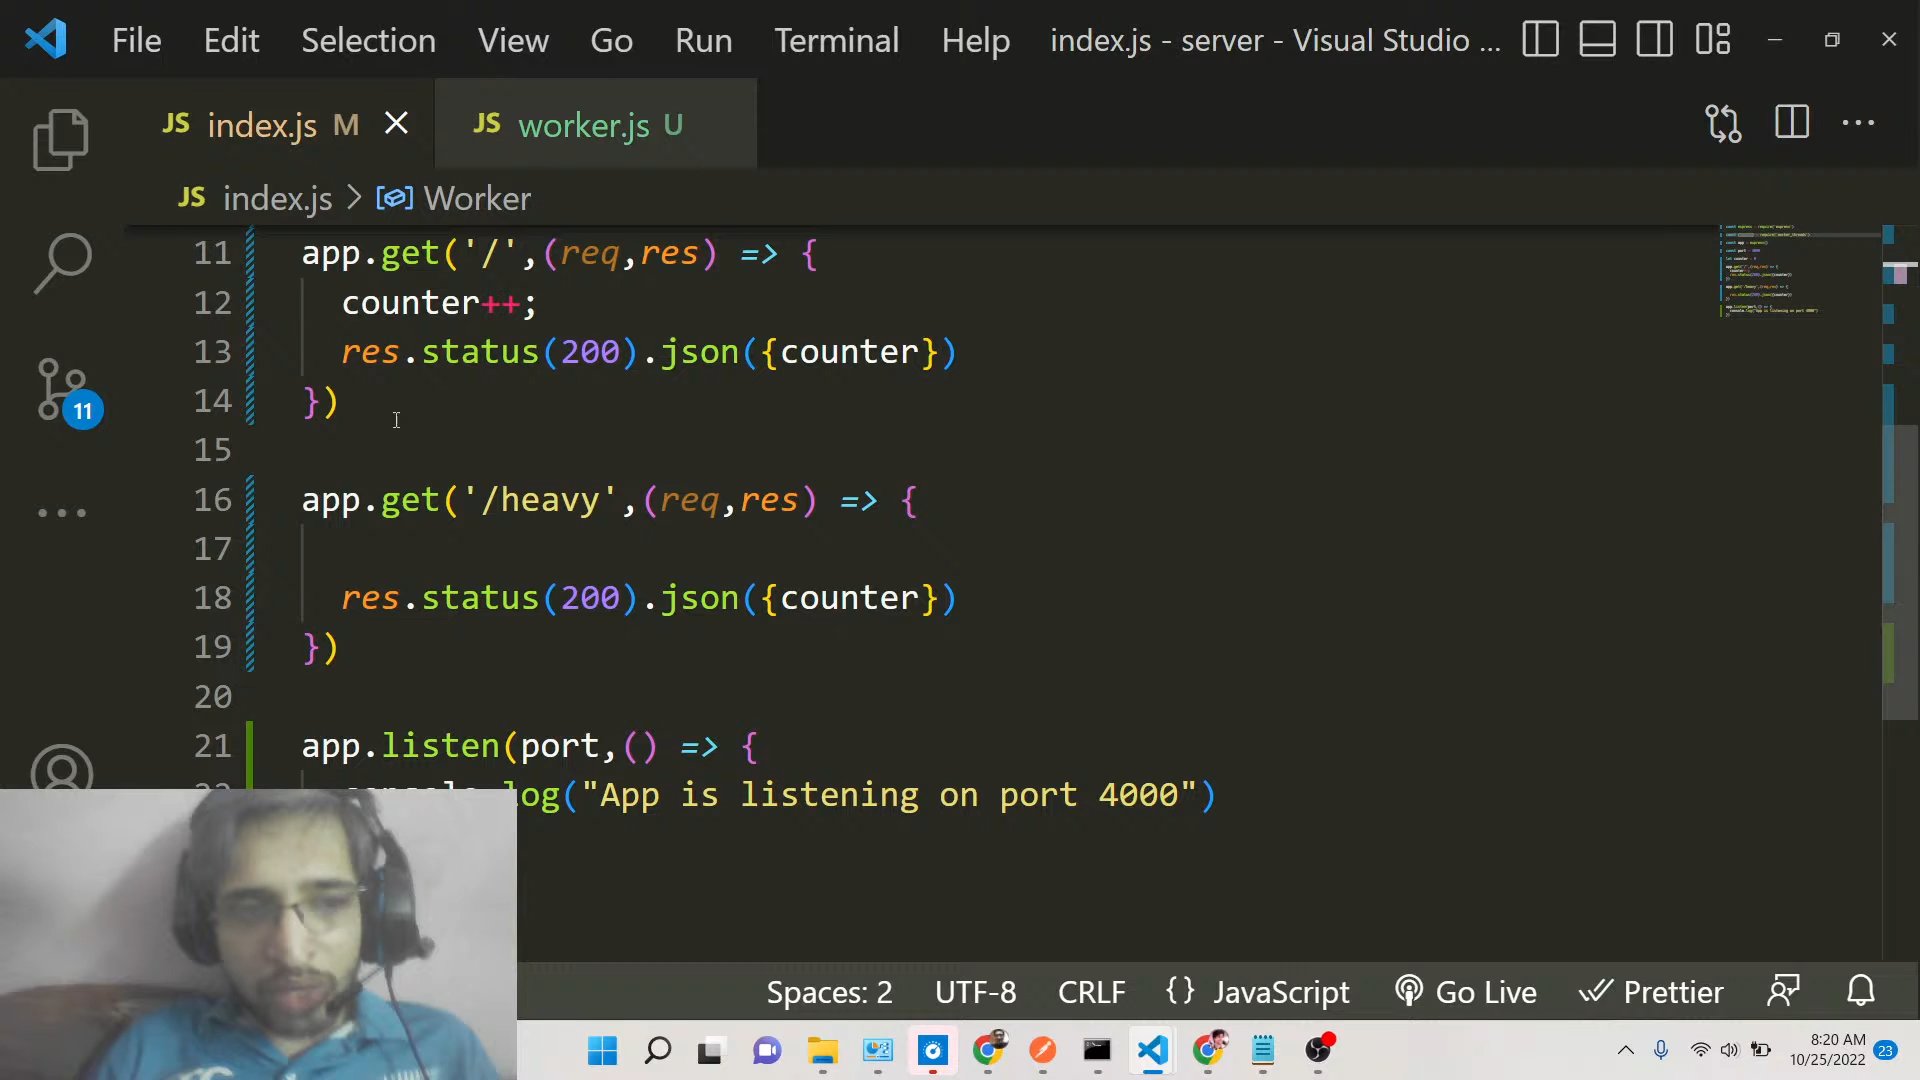 File Edit Selection View Go Run Terminal Help index.js - server - Visual Studio ...
JS index.js M JS worker.js U
JS index.js > Worker
11 app.get('/',(req,res) => {
12 counter++;
13 res.status(200).json({counter})
14 })
15
16 app.get('/heavy',(req,res) => {
17
18 res.status(200).json({counter})
19 })
20
21 app.listen(port,() => {
log("App is listening on port 4000")
11
Spaces: 2 UTF-8 CRLF {} JavaScript Go Live Prettier
8:20 AM
10/25/2022 23